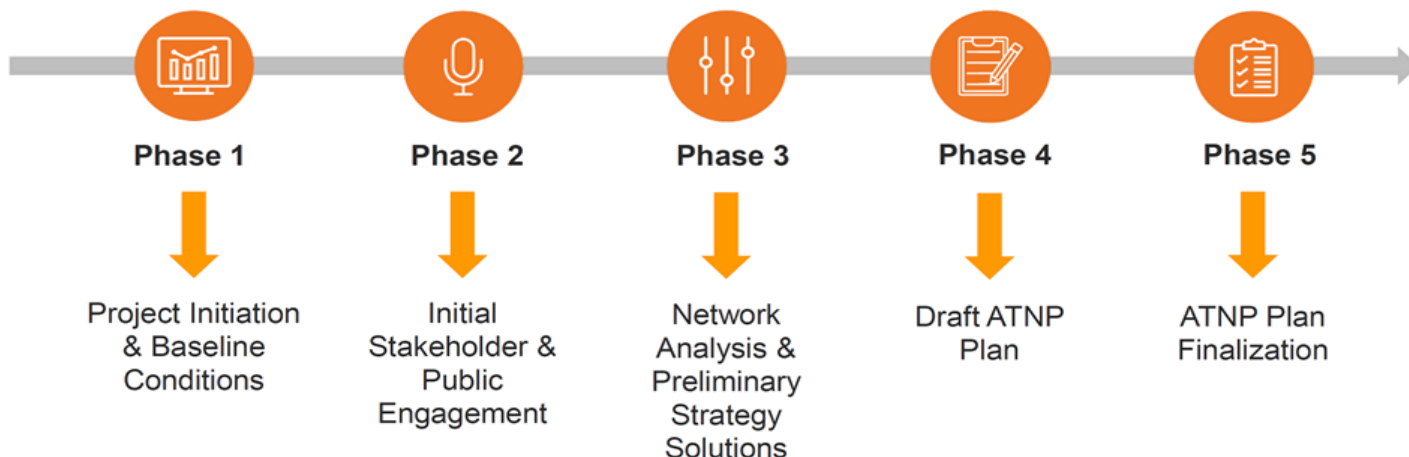 Phase 1
Phase 2
Phase 3
Phase 4
Phase 5
Project Initiation
& Baseline
Conditions
Initial
Stakeholder &
Public
Engagement
Network
Analysis &
Preliminary
Strategy
Solutions
Draft ATNP
Plan
ATNP Plan
Finalization